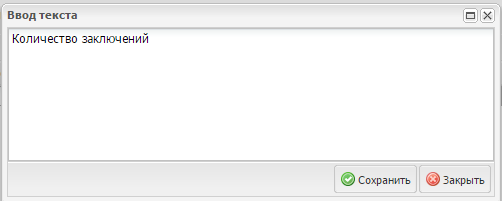 Ввод текста
Количество заключений
Сохранить Закрыть